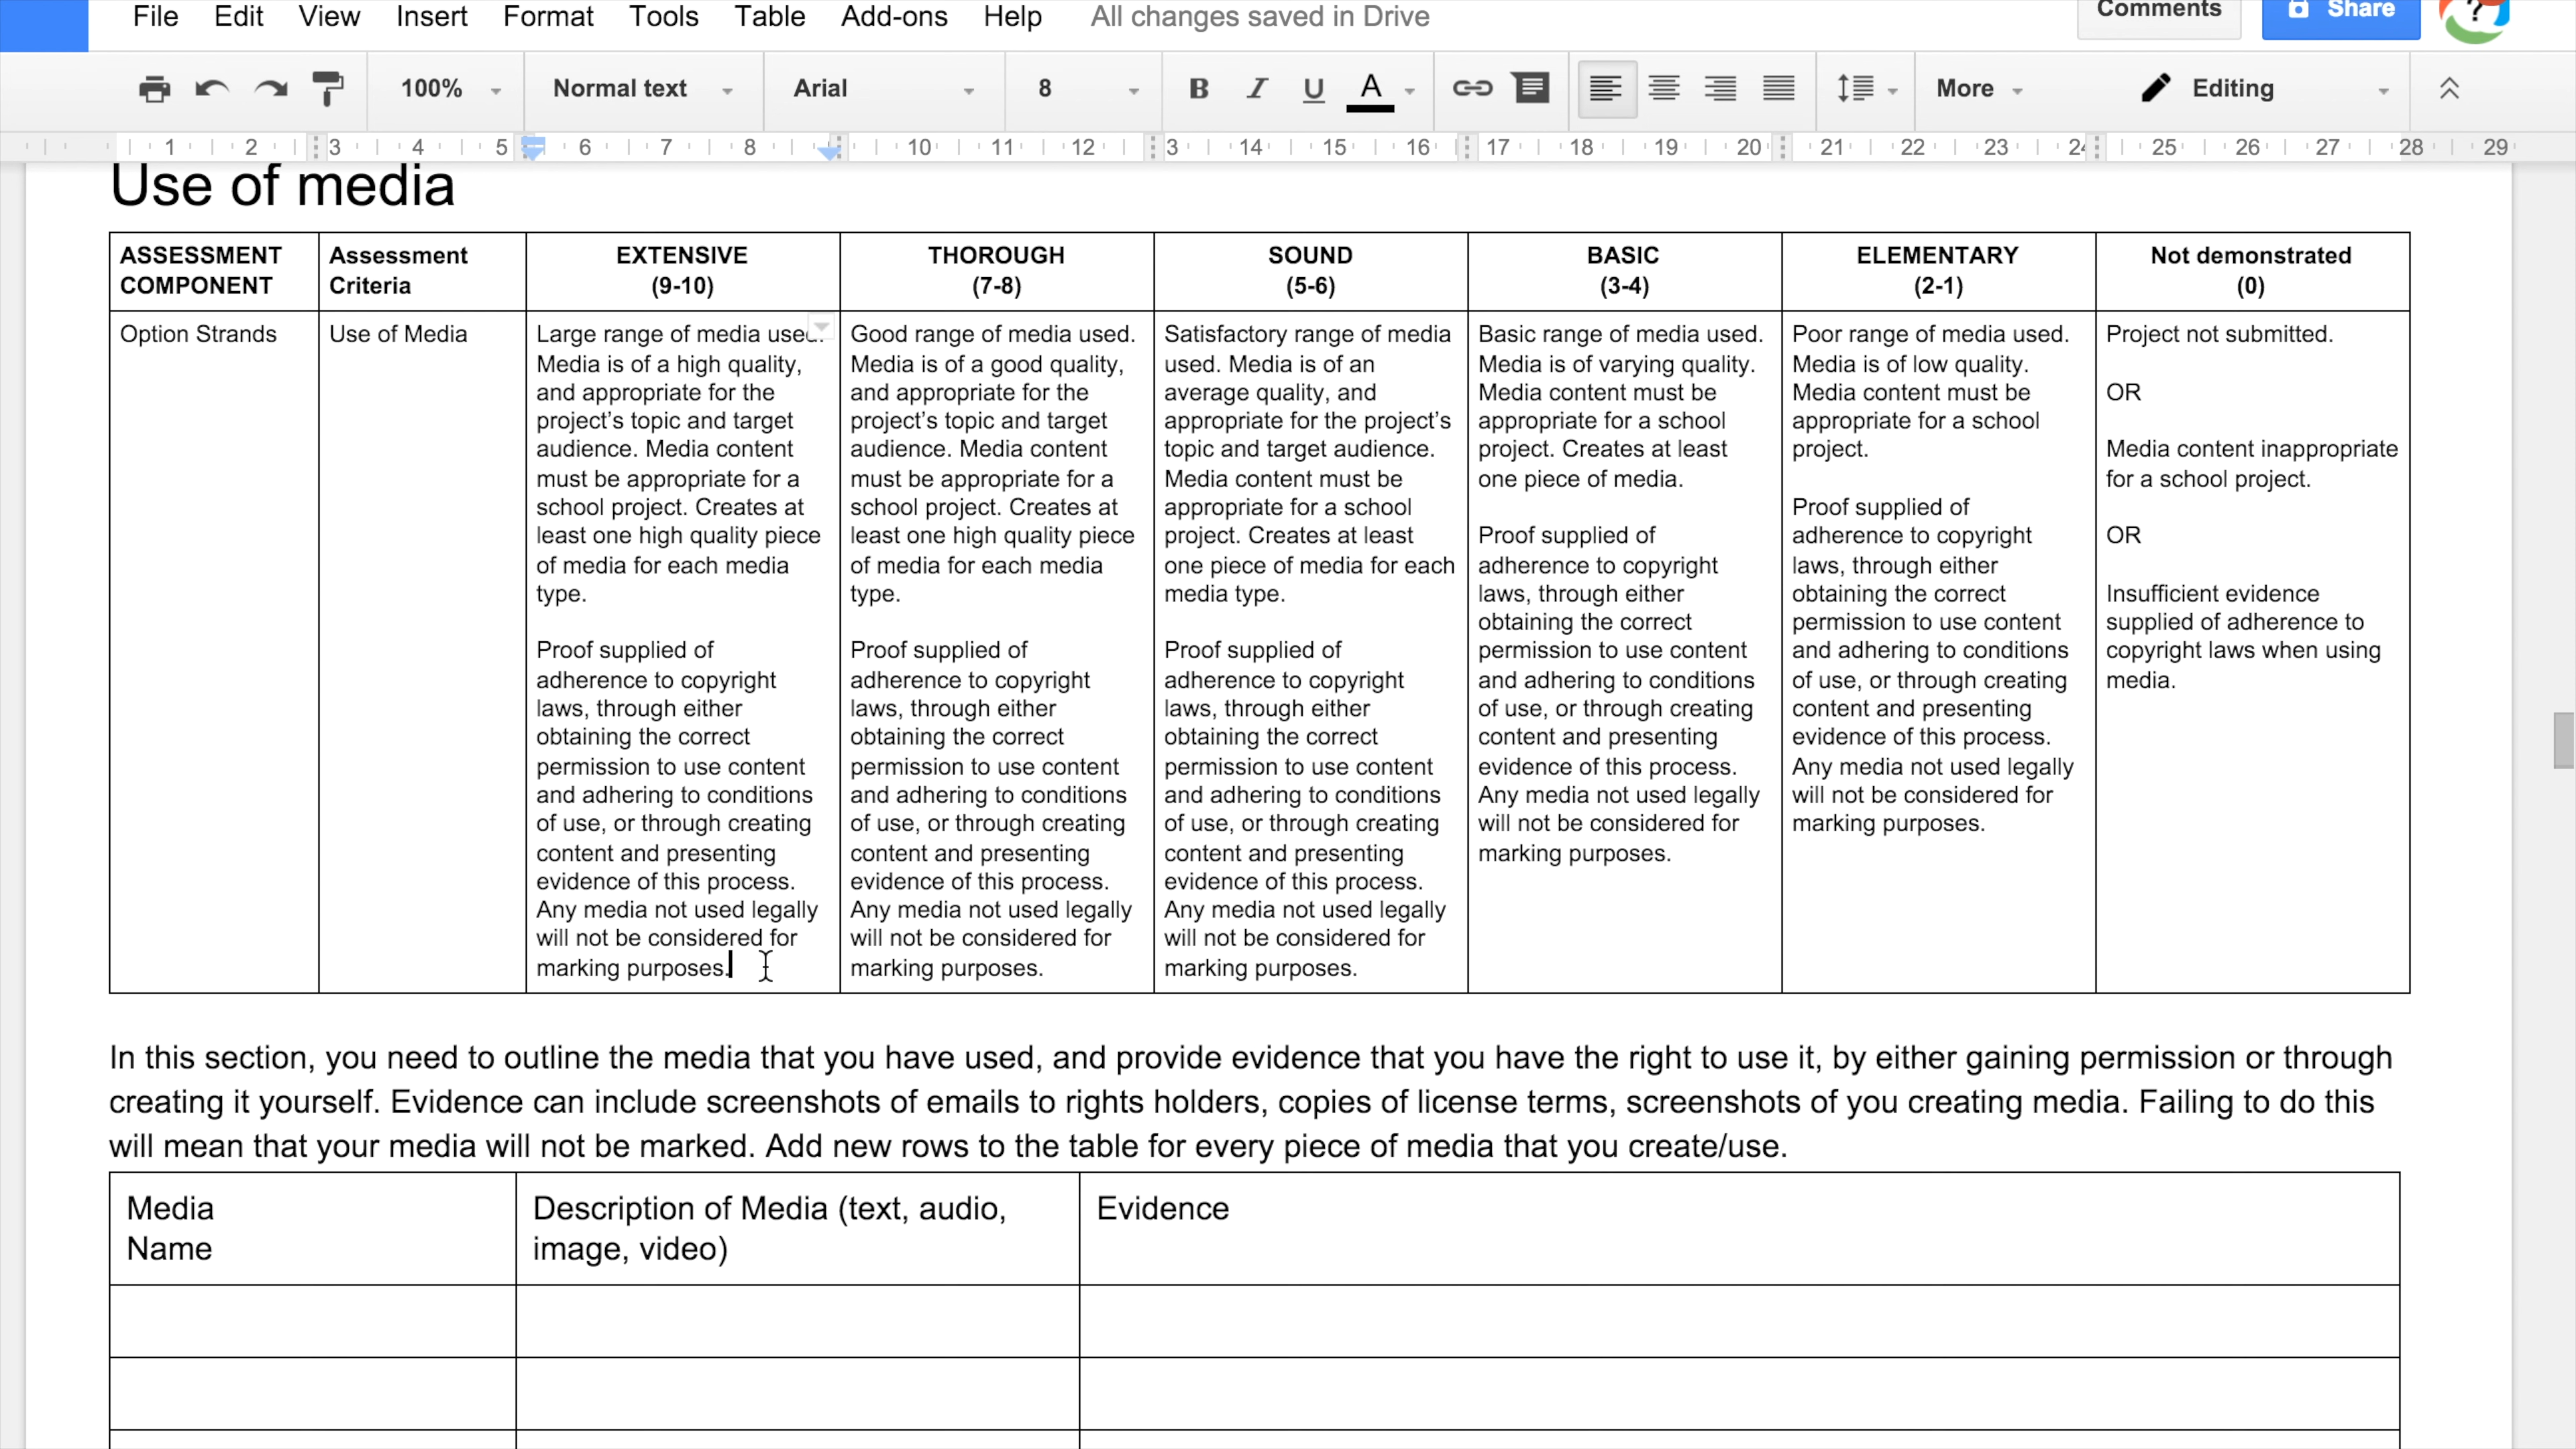 File Edit View Insert Format Tools Table Add-ons Help All changes saved in Drive Comments Share ?
100% Normal text Arial 8 B I U A More Editing
1 2 3 4 5 6 7 8 10 11 12 3 14 15 16 17 18 19 20 21 22 23 24 25 26 27 28 29
Use of media
ASSESSMENT
COMPONENT
Assessment
Criteria
EXTENSIVE
(9-10)
THOROUGH
(7-8)
SOUND
(5-6)
BASIC
(3-4)
ELEMENTARY
(2-1)
Not demonstrated
(0)
Option Strands
Use of Media
Large range of media used.
Media is of a high quality,
and appropriate for the
project’s topic and target
audience. Media content
must be appropriate for a
school project. Creates at
least one high quality piece
of media for each media
type.
Proof supplied of
adherence to copyright
laws, through either
obtaining the correct
permission to use content
and adhering to conditions
of use, or through creating
content and presenting
evidence of this process.
Any media not used legally
will not be considered for
marking purposes.
Good range of media used.
Media is of a good quality,
and appropriate for the
project’s topic and target
audience. Media content
must be appropriate for a
school project. Creates at
least one high quality piece
of media for each media
type.
Proof supplied of
adherence to copyright
laws, through either
obtaining the correct
permission to use content
and adhering to conditions
of use, or through creating
content and presenting
evidence of this process.
Any media not used legally
will not be considered for
marking purposes.
Satisfactory range of media
used. Media is of an
average quality, and
appropriate for the project’s
topic and target audience.
Media content must be
appropriate for a school
project. Creates at least
one piece of media for each
media type.
Proof supplied of
adherence to copyright
laws, through either
obtaining the correct
permission to use content
and adhering to conditions
of use, or through creating
content and presenting
evidence of this process.
Any media not used legally
will not be considered for
marking purposes.
Basic range of media used.
Media is of varying quality.
Media content must be
appropriate for a school
project. Creates at least
one piece of media.
Proof supplied of
adherence to copyright
laws, through either
obtaining the correct
permission to use content
and adhering to conditions
of use, or through creating
content and presenting
evidence of this process.
Any media not used legally
will not be considered for
marking purposes.
Poor range of media used.
Media is of low quality.
Media content must be
appropriate for a school
project.
Proof supplied of
adherence to copyright
laws, through either
obtaining the correct
permission to use content
and adhering to conditions
of use, or through creating
content and presenting
evidence of this process.
Any media not used legally
will not be considered for
marking purposes.
Project not submitted.
OR
Media content inappropriate
for a school project.
OR
Insufficient evidence
supplied of adherence to
copyright laws when using
media.
In this section, you need to outline the media that you have used, and provide evidence that you have the right to use it, by either gaining permission or through
creating it yourself. Evidence can include screenshots of emails to rights holders, copies of license terms, screenshots of you creating media. Failing to do this
will mean that your media will not be marked. Add new rows to the table for every piece of media that you create/use.
Media
Name
Description of Media (text, audio,
image, video)
Evidence